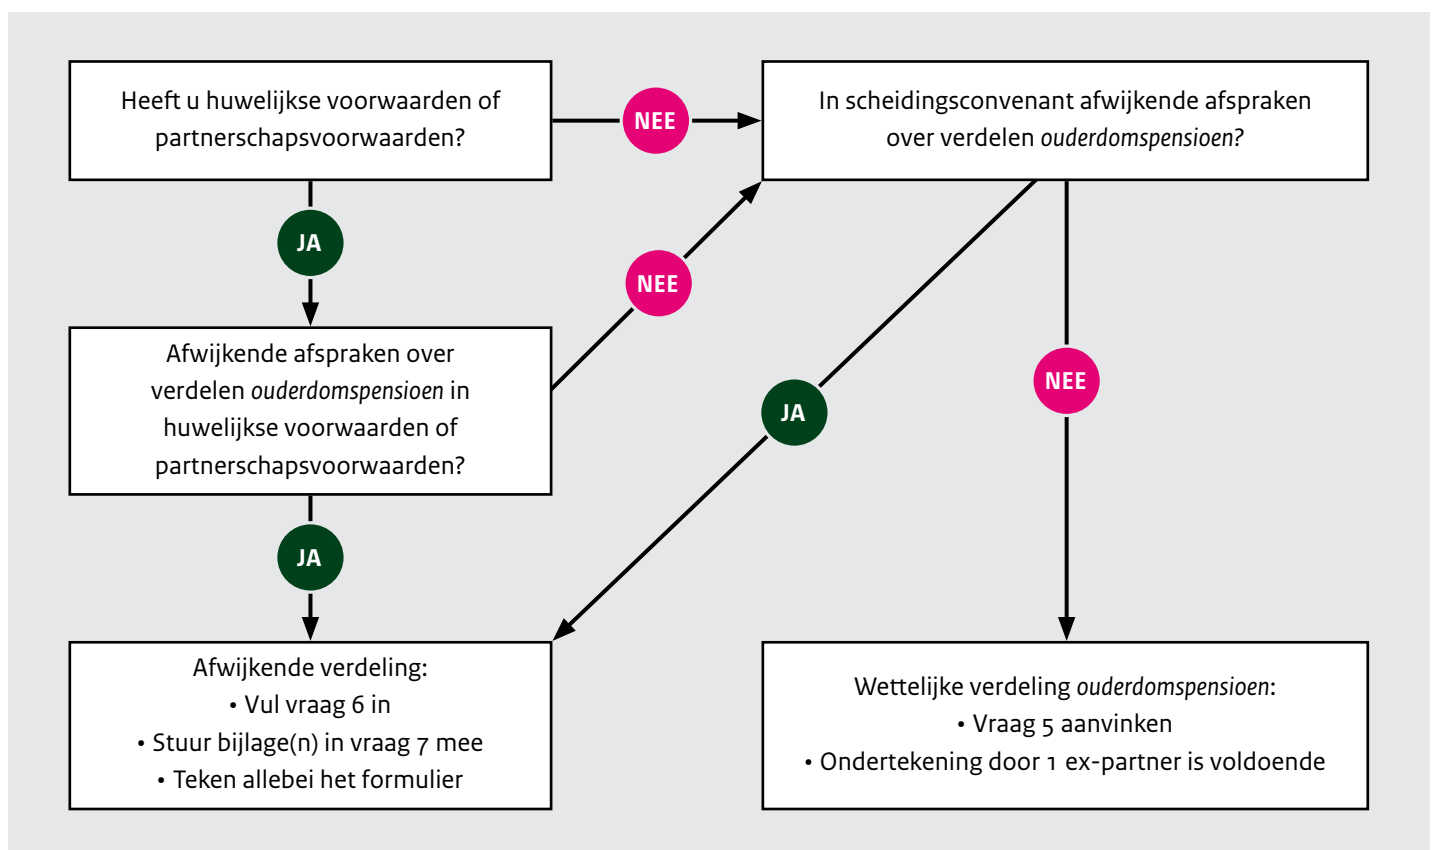 Heeft u huwelijkse voorwaarden of
partnerschapsvoorwaarden?
NEE
In scheidingsconvenant afwijkende afspraken
over verdelen ouderdomspensioen?
JA
NEE
Afwijkende afspraken over
verdelen ouderdomspensioen in
huwelijkse voorwaarden of
partnerschapsvoorwaarden?
NEE
JA
JA
Afwijkende verdeling:
• Vul vraag 6 in
• Stuur bijlage(n) in vraag 7 mee
• Teken allebei het formulier
Wettelijke verdeling ouderdomspensioen:
• Vraag 5 aanvinken
• Ondertekening door 1 ex-partner is voldoende